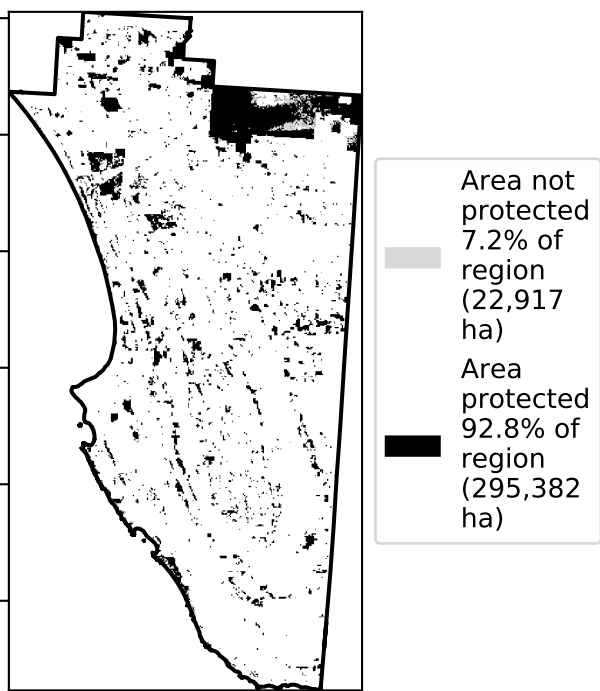 Area not
protected
7.2% of
region
(22,917
ha)
Area
protected
92.8% of
region
(295,382
ha)